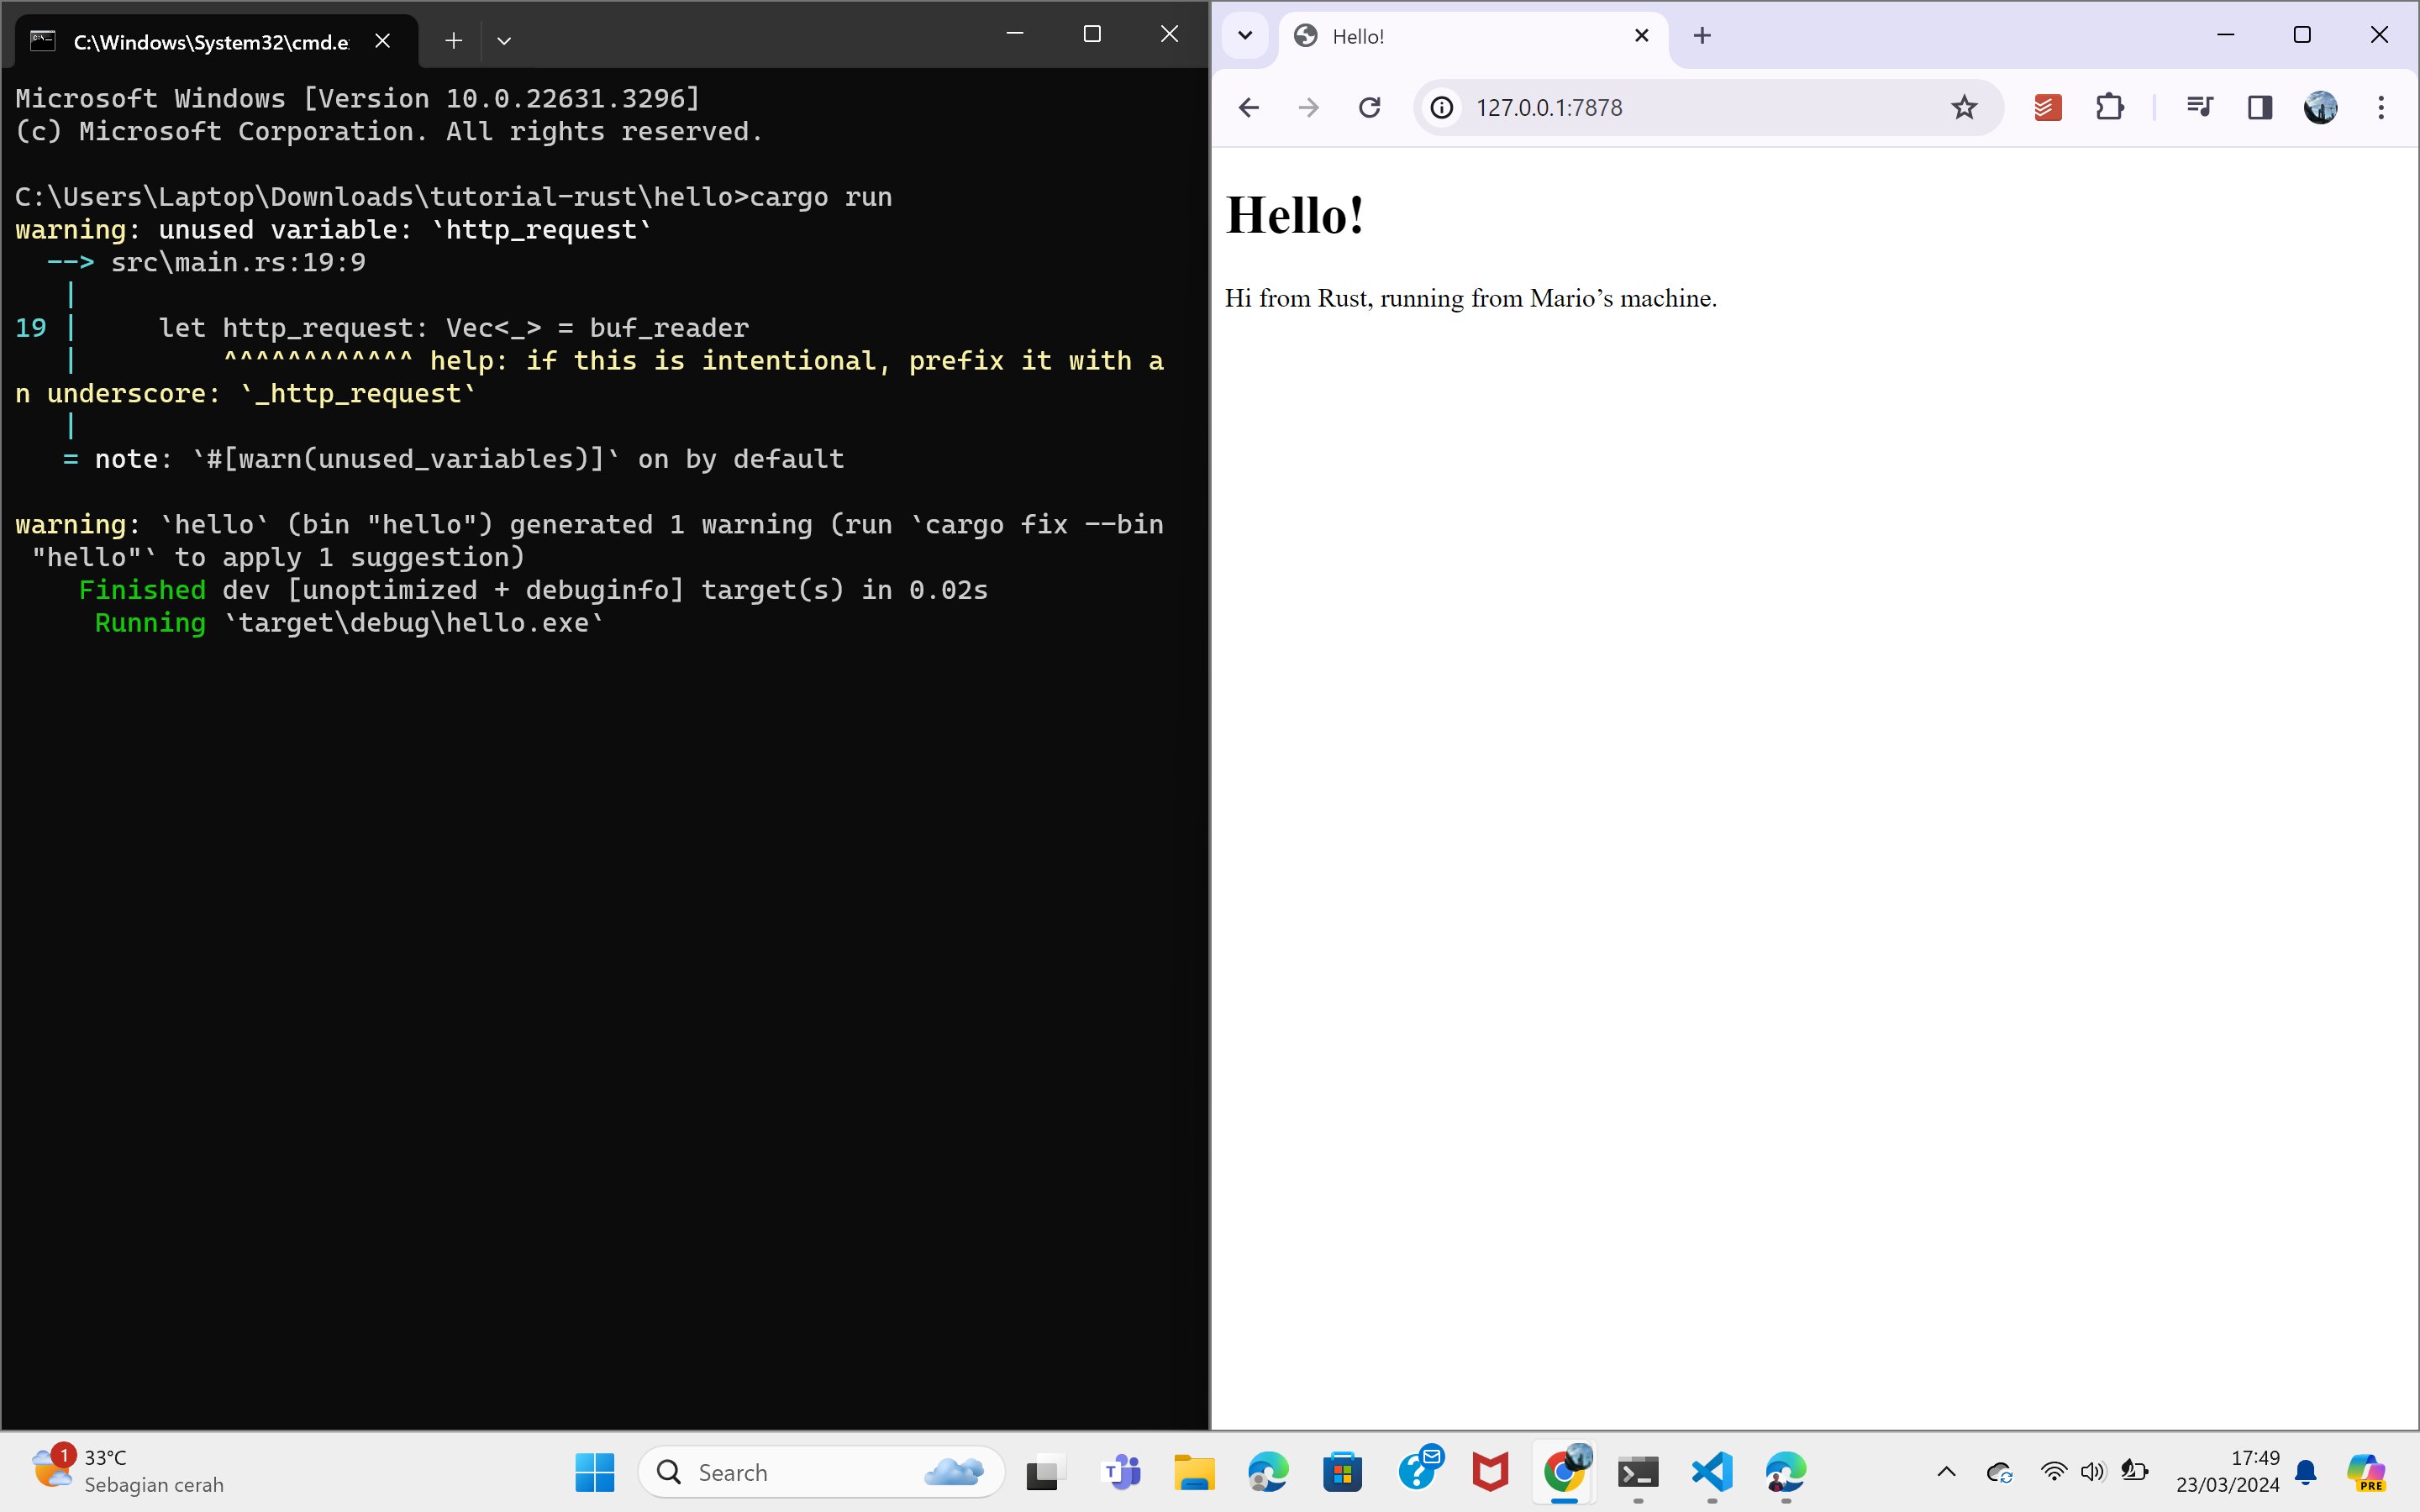 C:\Windows\System32\cmd.e
Microsoft Windows [Version 10.0.22631.3296]
(c) Microsoft Corporation. All rights reserved.
C:\Users\Laptop\Downloads\tutorial-rust\hello>cargo run
warning: unused variable: `http_request`
  --> src\main.rs:19:9
   |
19 |     let http_request: Vec<_> = buf_reader
   |         ^^^^^^^^^^^^ help: if this is intentional, prefix it with a
n underscore: `_http_request`
   |
   = note: `#[warn(unused_variables)]` on by default
warning: `hello` (bin "hello") generated 1 warning (run `cargo fix --bin
 "hello"` to apply 1 suggestion)
    Finished dev [unoptimized + debuginfo] target(s) in 0.02s
     Running `target\debug\hello.exe`
Hello!
127.0.0.1:7878
Hello!
Hi from Rust, running from Mario’s machine.
1
33°C
Sebagian cerah
Search
T
PRE
17:49
23/03/2024